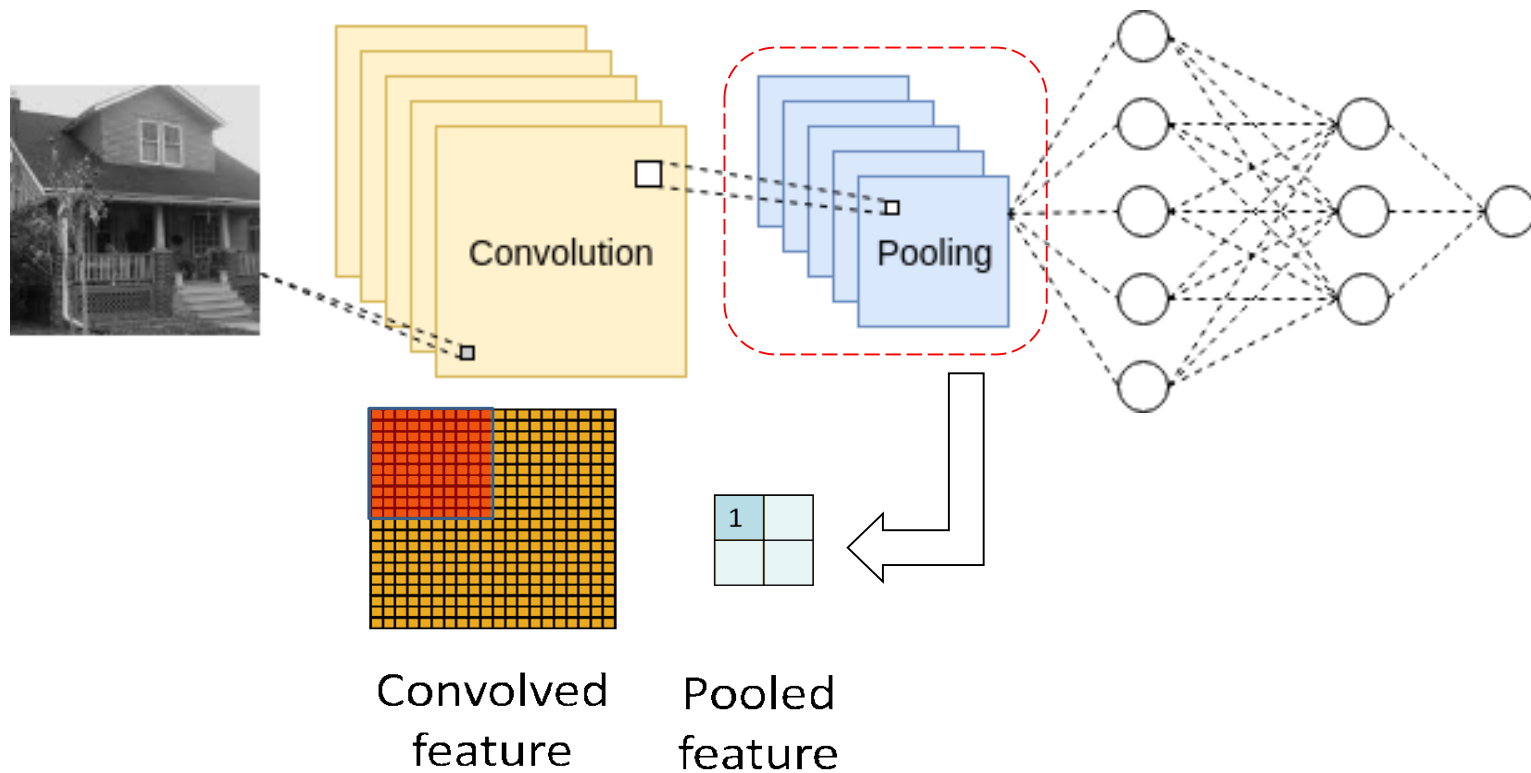 Convolution
Pooling
1
Convolved
feature
Pooled
feature